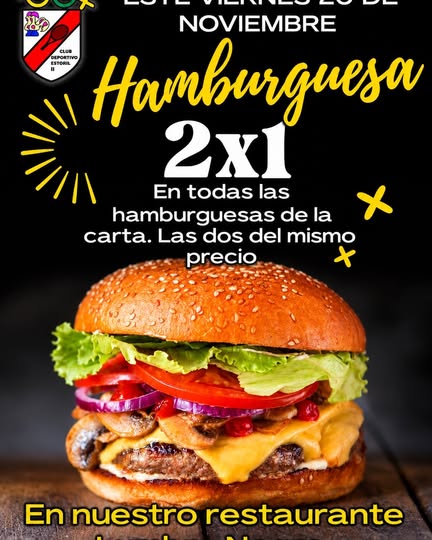 ESTE VIERNES 20 DE
NOVIEMBRE
CLUB
DEPORTIVO
ESTORIL
II
Hamburguesa
2x1
En todas las
hamburguesas de la
carta. Las dos del mismo
precio
En nuestro restaurante